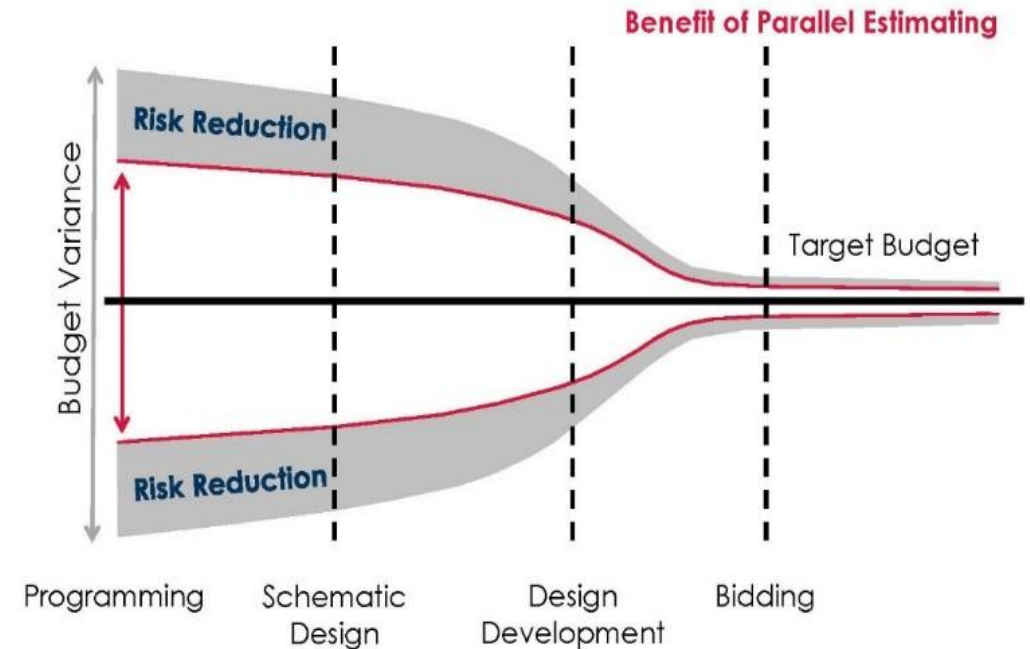 Benefit of Parallel Estimating
Risk Reduction
Budget Variance
Target Budget
Risk Reduction
Programming
Schematic
Design
Design
Development
Bidding